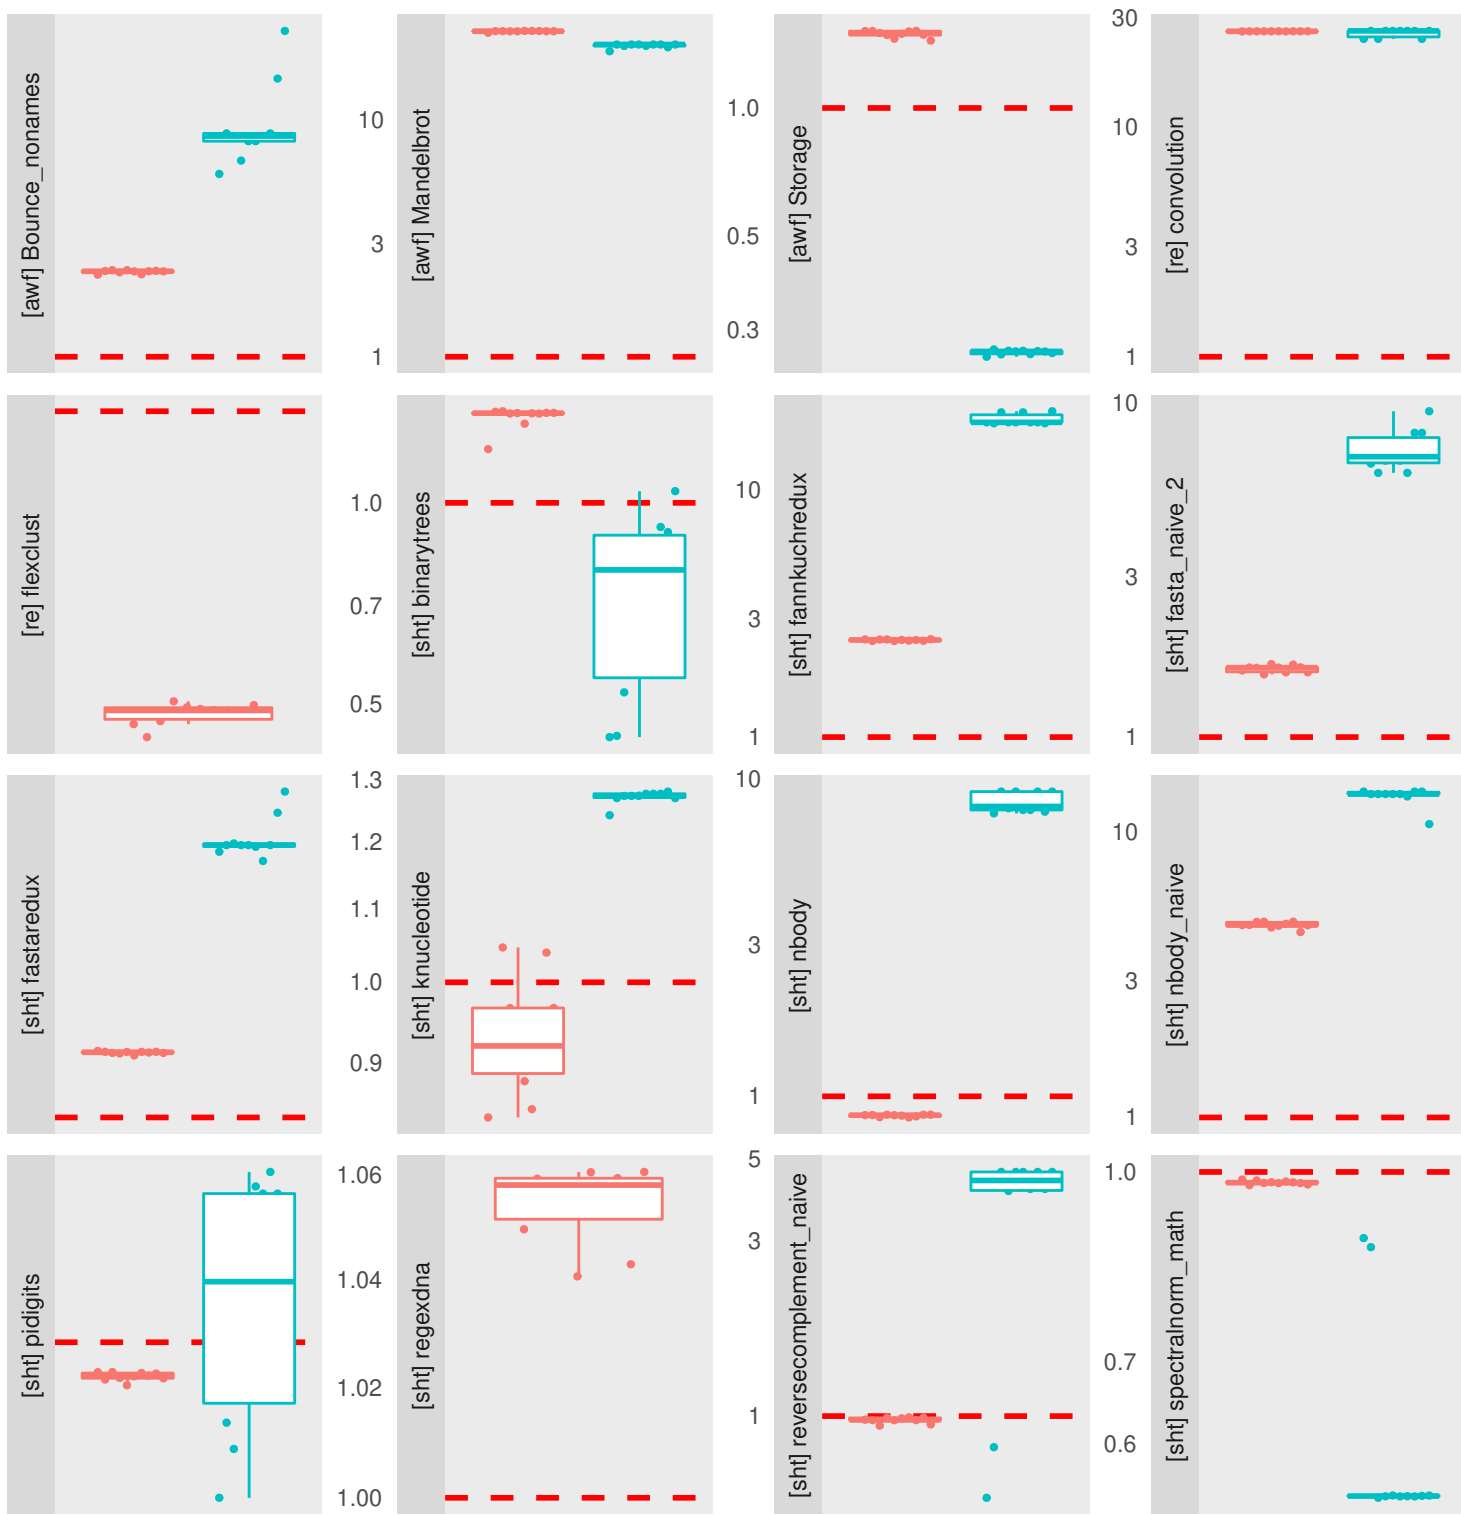 [awf] Bounce_nonames
10
3
1
[awf] Mandelbrot
1.0
0.5
0.3
[awf] Storage
30
10
3
1
[re] convolution
[re] flexclust
1.0
0.7
0.5
[sht] binarytrees
10
3
1
[sht] fannkuchredux
10
3
1
[sht] fasta_naive_2
[sht] fastaredux
1.3
1.2
1.1
1.0
0.9
[sht] knucleotide
10
3
1
[sht] nbody
10
3
1
[sht] nbody_naive
[sht] pidigits
1.06
1.04
1.02
1.00
[sht] regexdna
5
3
1
[sht] reversecomplement_naive
1.0
0.7
0.6
[sht] spectralnorm_math